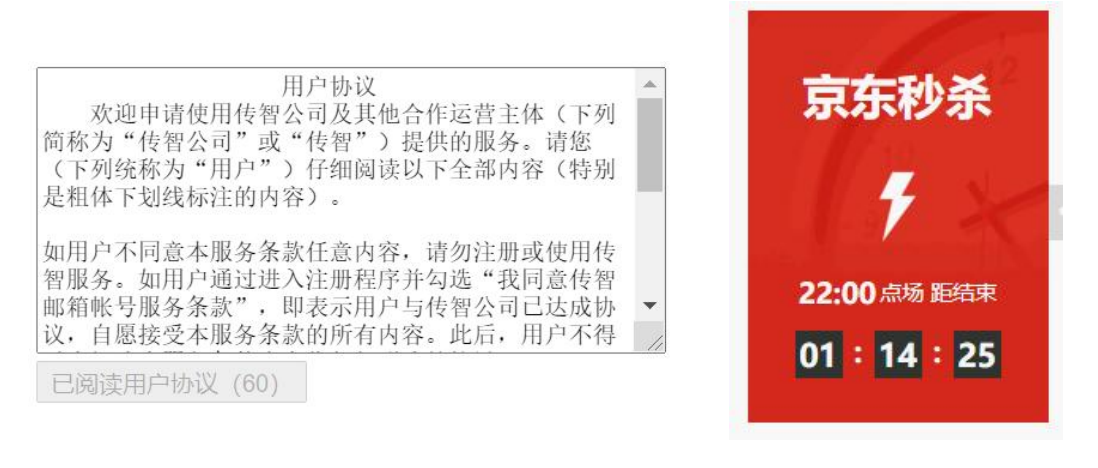 用户协议
欢迎申请使用传智公司及其他合作运营主体（下列
简称为“传智公司”或“传智”）提供的服务。请您
（下列统称为“用户”）仔细阅读以下全部内容（特别
是粗体下划线标注的内容）。
如用户不同意本服务条款任意内容，请勿注册或使用传
智服务。如用户通过进入注册程序并勾选“我同意传智
邮箱帐号服务条款”，即表示用户与传智公司已达成协
议，自愿接受本服务条款的所有内容。此后，用户不得
已阅读用户协议（60）
京东秒杀
12
10
9
22:00 点场 距结束
01 : 14 : 25